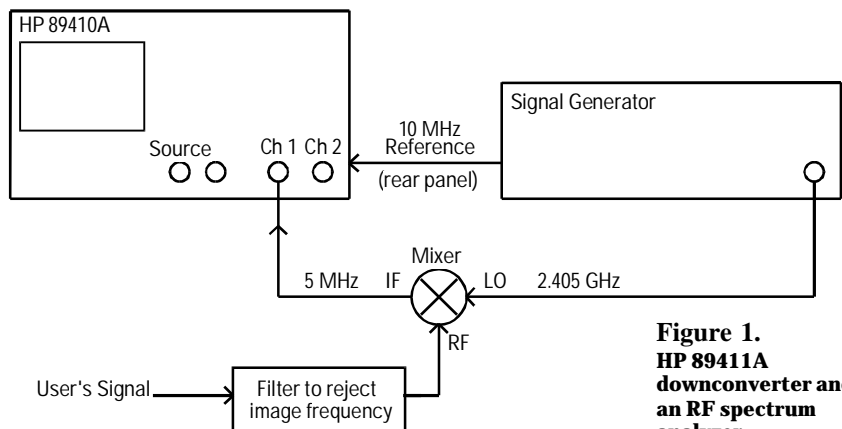 HP 89410A
Signal Generator
10 MHz
Reference
(rear panel)
Source
Ch 1 Ch 2
Mixer
5 MHz IF
LO 2.405 GHz
RF
User's Signal
Filter to reject
image frequency
Figure 1.
HP 89411A
downconverter
an RF spectrum